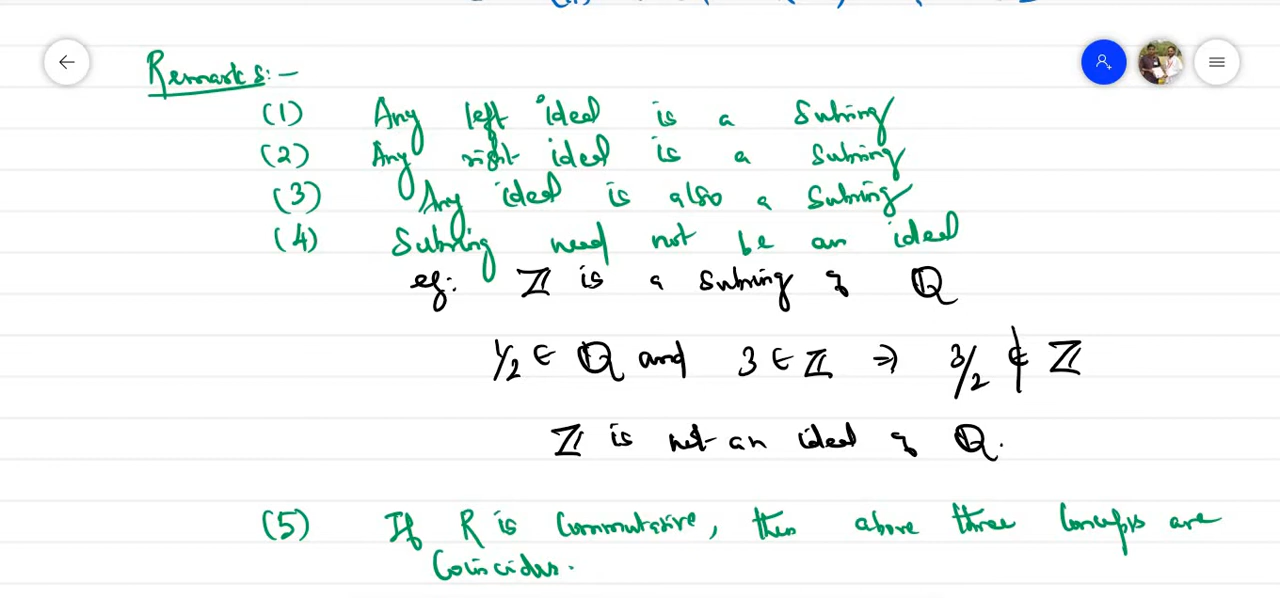 Remarks:-
(1) Any left ideal is a Subring
(2) Any right ideal is a Subring
(3) Any ideal is also a Subring
(4) Subring need not be an ideal
eg: ℤ is a Subring of ℚ
1/2 ∈ ℚ and 3 ∈ ℤ ⇒ 3/2 ∉ ℤ
ℤ is not an ideal of ℚ.
(5) If R is Commutative, then above three Concepts are
Coincides.